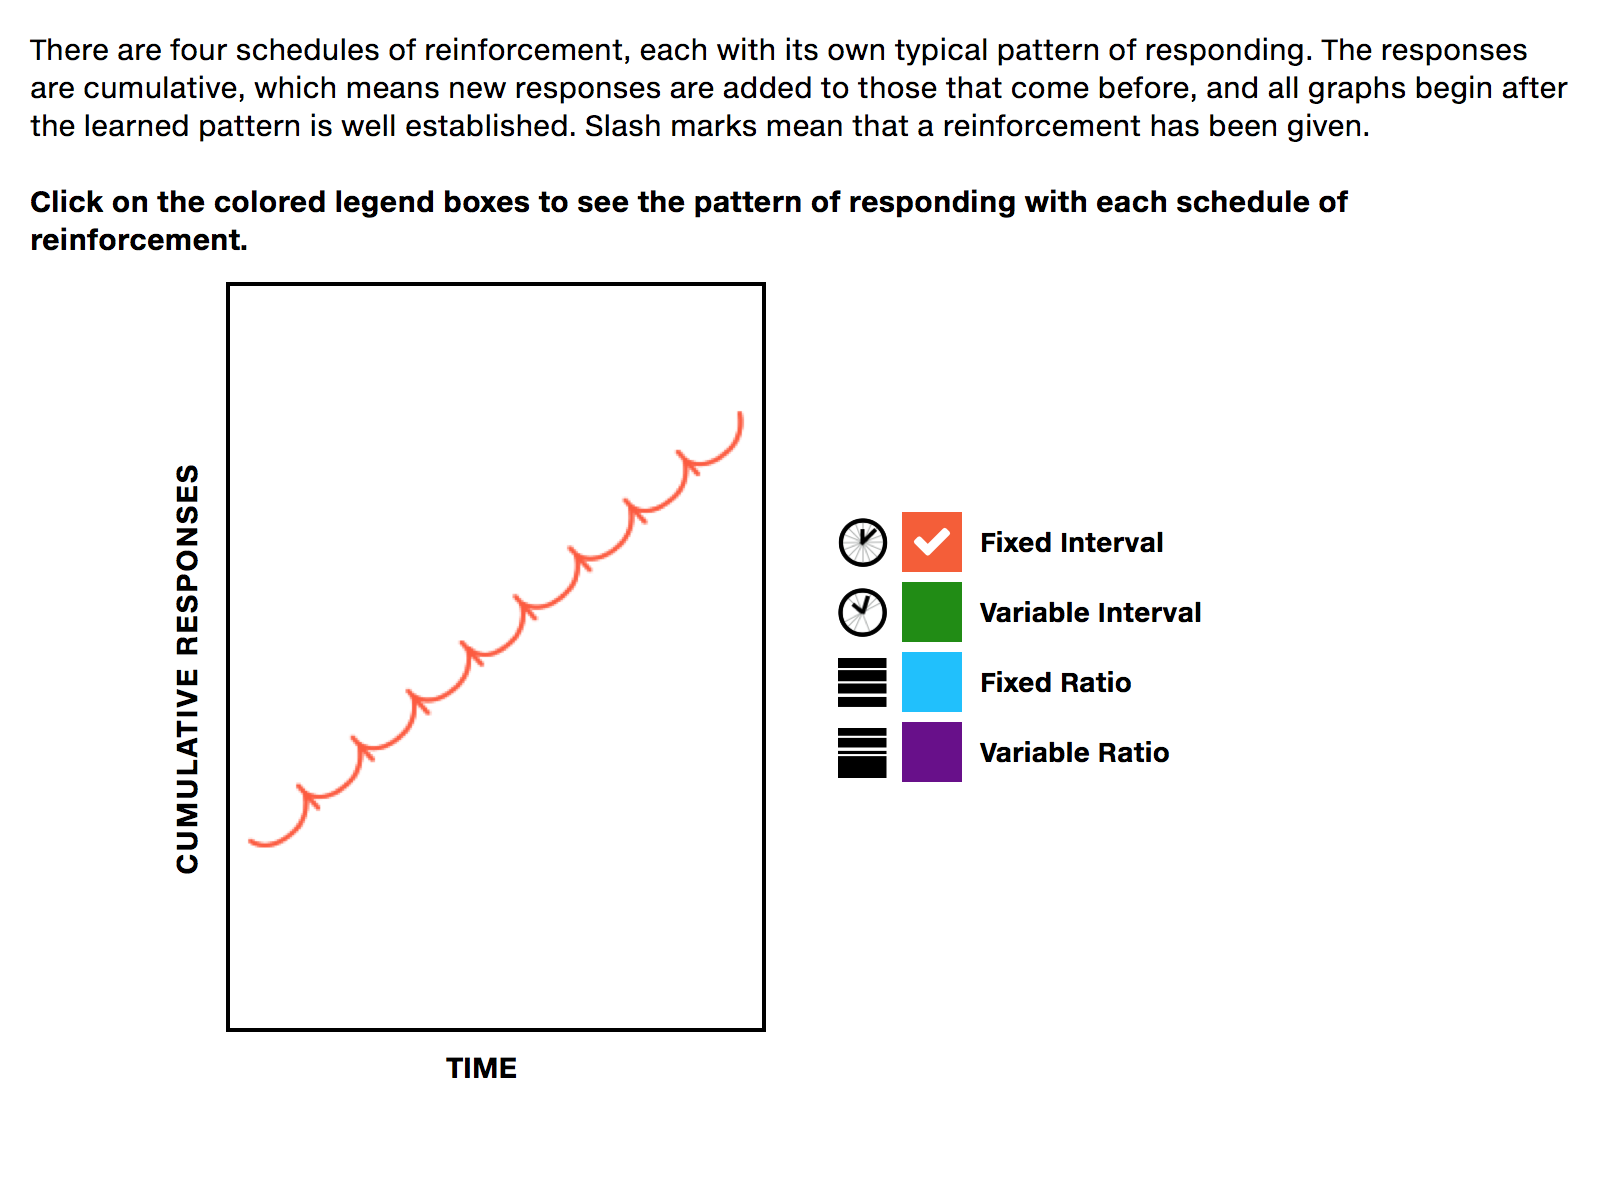 There are four schedules of reinforcement, each with its own typical pattern of responding. The responses
are cumulative, which means new responses are added to those that come before, and all graphs begin after
the learned pattern is well established. Slash marks mean that a reinforcement has been given.
Click on the colored legend boxes to see the pattern of responding with each schedule of
reinforcement.
CUMULATIVE RESPONSES
TIME
Fixed Interval
Variable Interval
Fixed Ratio
Variable Ratio